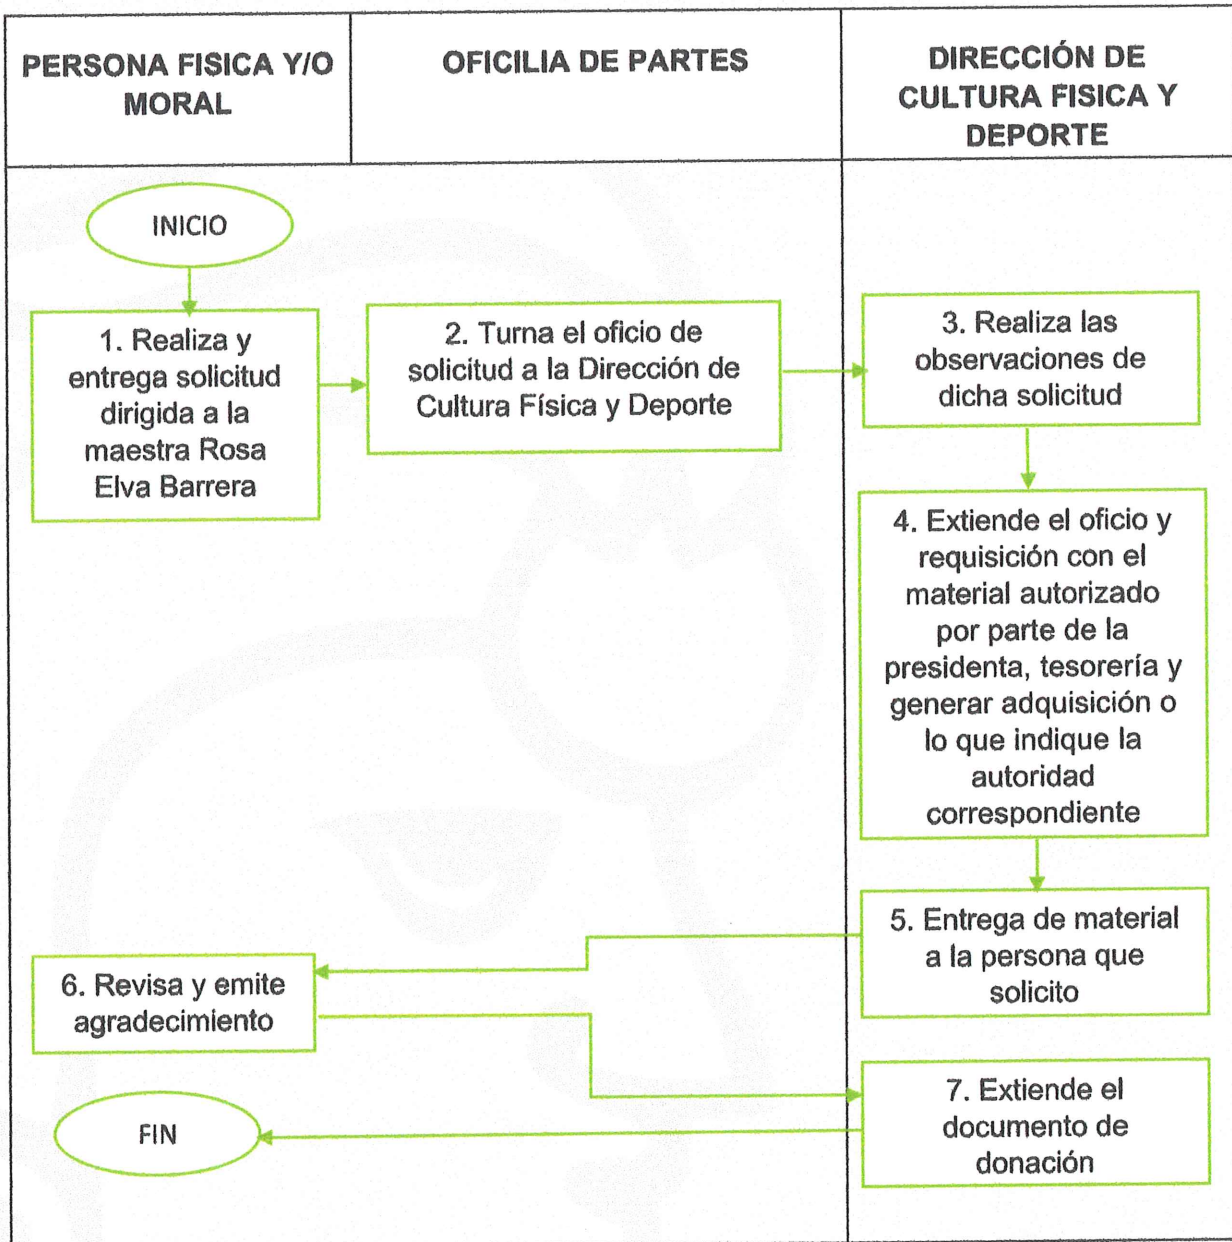 PERSONA FISICA Y/O
MORAL
OFICILIA DE PARTES
DIRECCIÓN DE
CULTURA FISICA Y
DEPORTE
INICIO
1. Realiza y
entrega solicitud
dirigida a la
maestra Rosa
Elva Barrera
2. Turna el oficio de
solicitud a la Dirección de
Cultura Física y Deporte
3. Realiza las
observaciones de
dicha solicitud
4. Extiende el oficio y
requisición con el
material autorizado
por parte de la
presidenta, tesorería y
generar adquisición o
lo que indique la
autoridad
correspondiente
5. Entrega de material
a la persona que
solicito
6. Revisa y emite
agradecimiento
7. Extiende el
documento de
donación
FIN